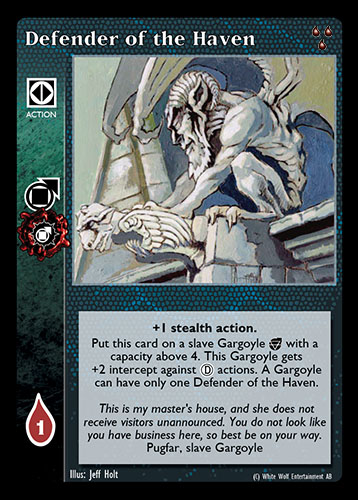 Defender of the Haven
ACTION
+1 stealth action.
Put this card on a slave Gargoyle with a
capacity above 4. This Gargoyle gets
+2 intercept against D actions. A Gargoyle
can have only one Defender of the Haven.
This is my master's house, and she does not
receive visitors unannounced. You do not look like
you have business here, so best be on your way.
Pugfar, slave Gargoyle
1
Illus: Jeff Holt
(C) White Wolf Entertainment AB